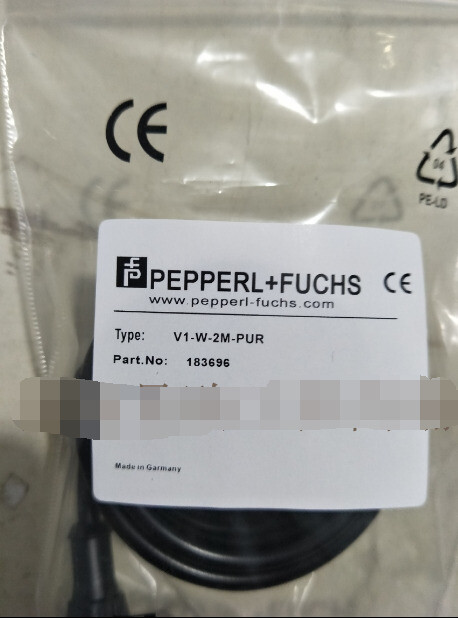 CE
04
PE-LD
PEPPERL+FUCHS CE
www.pepperl-fuchs.com
Type: V1-W-2M-PUR
Part.No: 183696
Made in Garmany